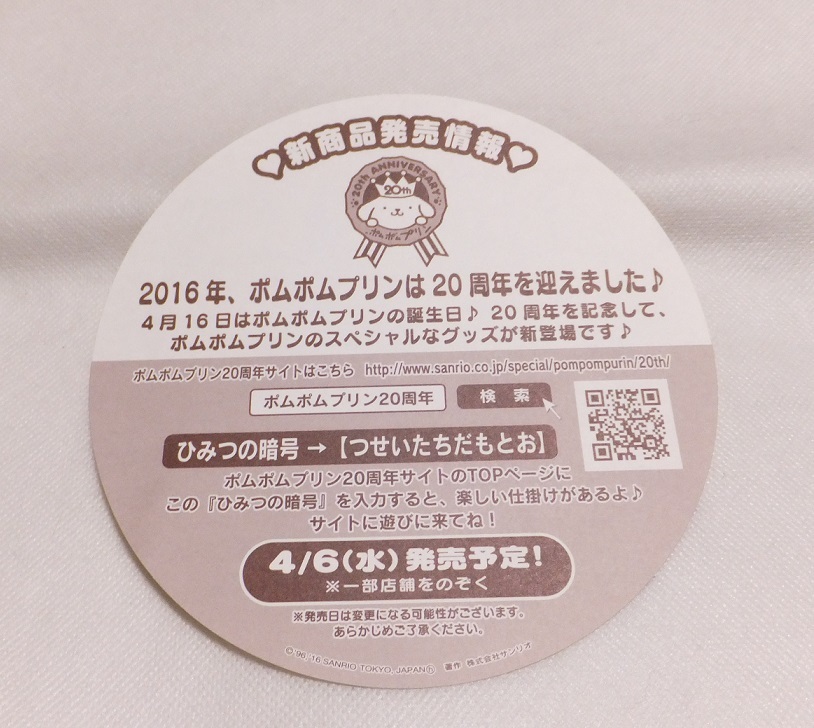 ♡新商品発売情報♡
20th ANNIVERSARY
20th
ポムポムプリン
2016年、ポムポムプリンは20周年を迎えました♪
4月16日はポムポムプリンの誕生日♪ 20周年を記念して、
ポムポムプリンのスペシャルなグッズが新登場です♪
ポムポムプリン20周年サイトはこちら http://www.sanrio.co.jp/special/pompompurin/20th/
ポムポムプリン20周年 検索
ひみつの暗号→【つせいたちだもとお】
ポムポムプリン20周年サイトのTOPページに
この『ひみつの暗号』を入力すると、楽しい仕掛けがあるよ♪
サイトに遊びに来てね！
4/6(水)発売予定!
※一部店舗をのぞく
※発売日は変更になる可能性がございます。
あらかじめご了承ください。
©'96,'16 SANRIO TOKYO, JAPAN ⓗ 著作 株式会社サンリオ